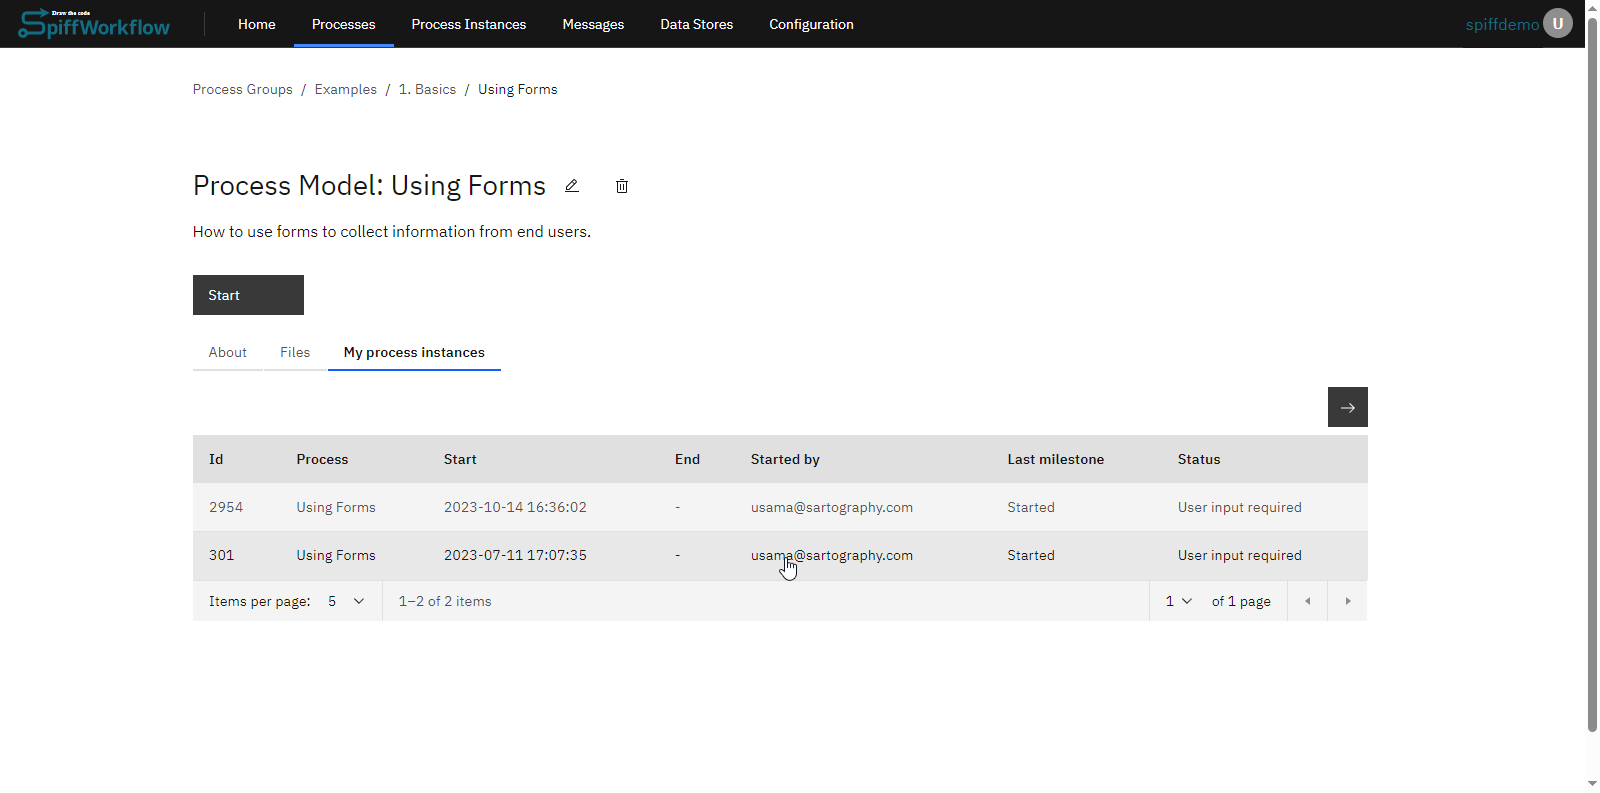 Draw the code
SpiffWorkflow
Home Processes Process Instances Messages Data Stores Configuration spiffdemo U
Process Groups / Examples / 1. Basics / Using Forms
Process Model: Using Forms
How to use forms to collect information from end users.
Start
About Files My process instances
Id Process Start End Started by Last milestone Status
2954 Using Forms 2023-10-14 16:36:02 - usama@sartography.com Started User input required
301 Using Forms 2023-07-11 17:07:35 - usama@sartography.com Started User input required
Items per page: 5 1–2 of 2 items 1 of 1 page